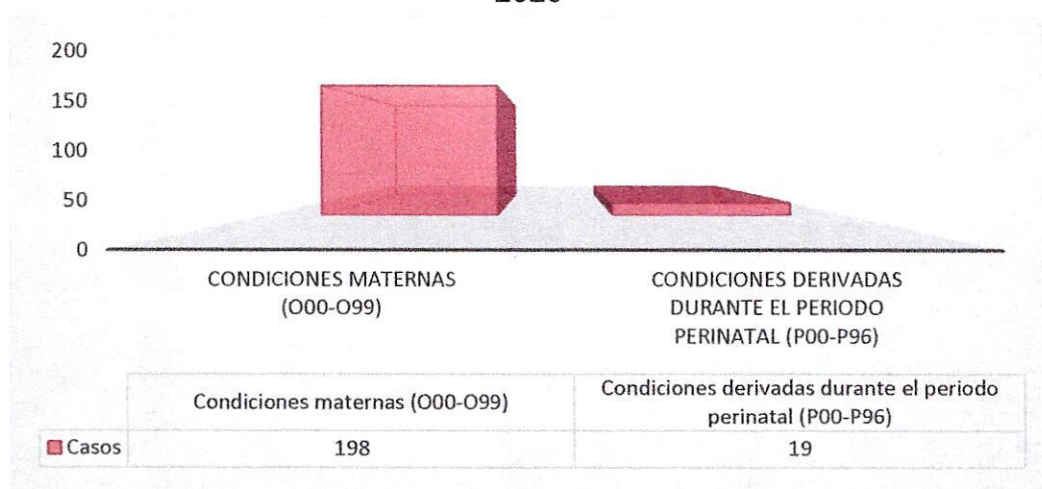 200
150
100
50
0
CONDICIONES MATERNAS
(O00-O99)
CONDICIONES DERIVADAS
DURANTE EL PERIODO
PERINATAL (P00-P96)
Condiciones maternas (O00-O99)
Condiciones derivadas durante el periodo
perinatal (P00-P96)
Casos
198
19